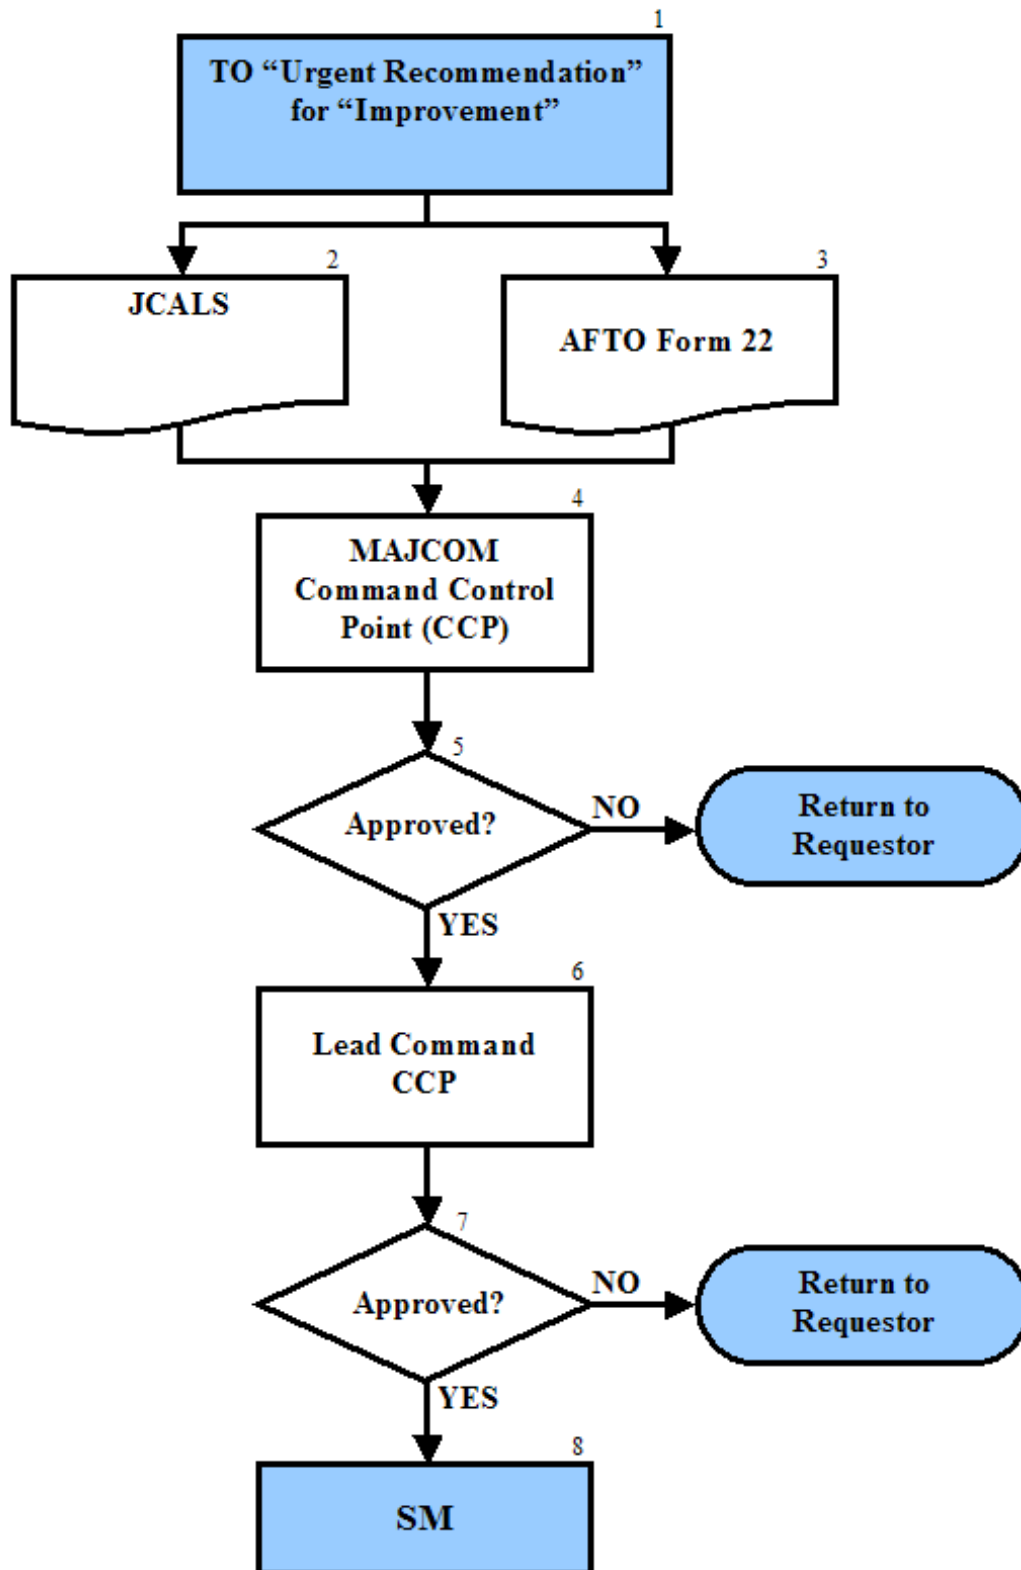 1
TO “Urgent Recommendation”
for “Improvement”
2
JCALS
3
AFTO Form 22
4
MAJCOM
Command Control
Point (CCP)
5
Approved?
NO
Return to
Requestor
YES
6
Lead Command
CCP
7
Approved?
NO
Return to
Requestor
YES
8
SM